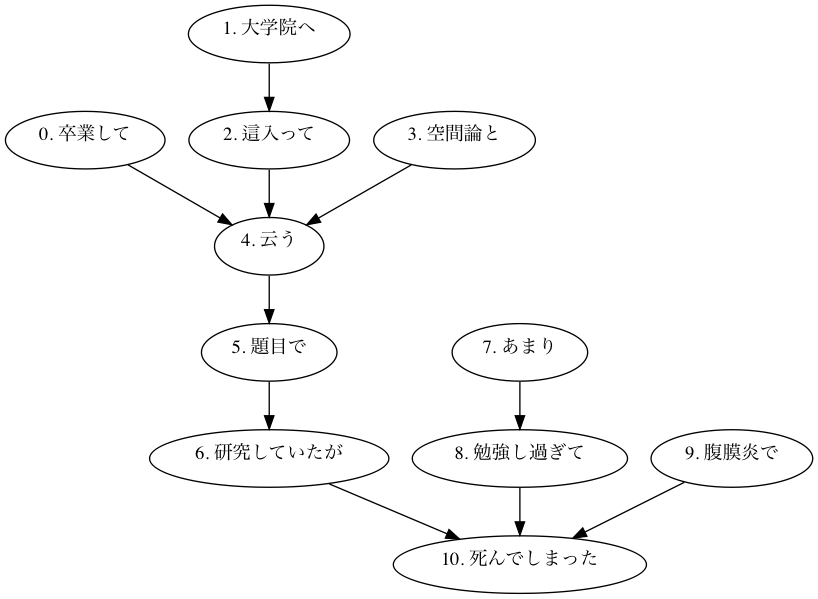 1. 大学院へ
0. 卒業して
2. 這入って
3. 空間論と
4. 云う
5. 題目で
7. あまり
6. 研究していたが
8. 勉強し過ぎて
9. 腹膜炎で
10. 死んでしまった